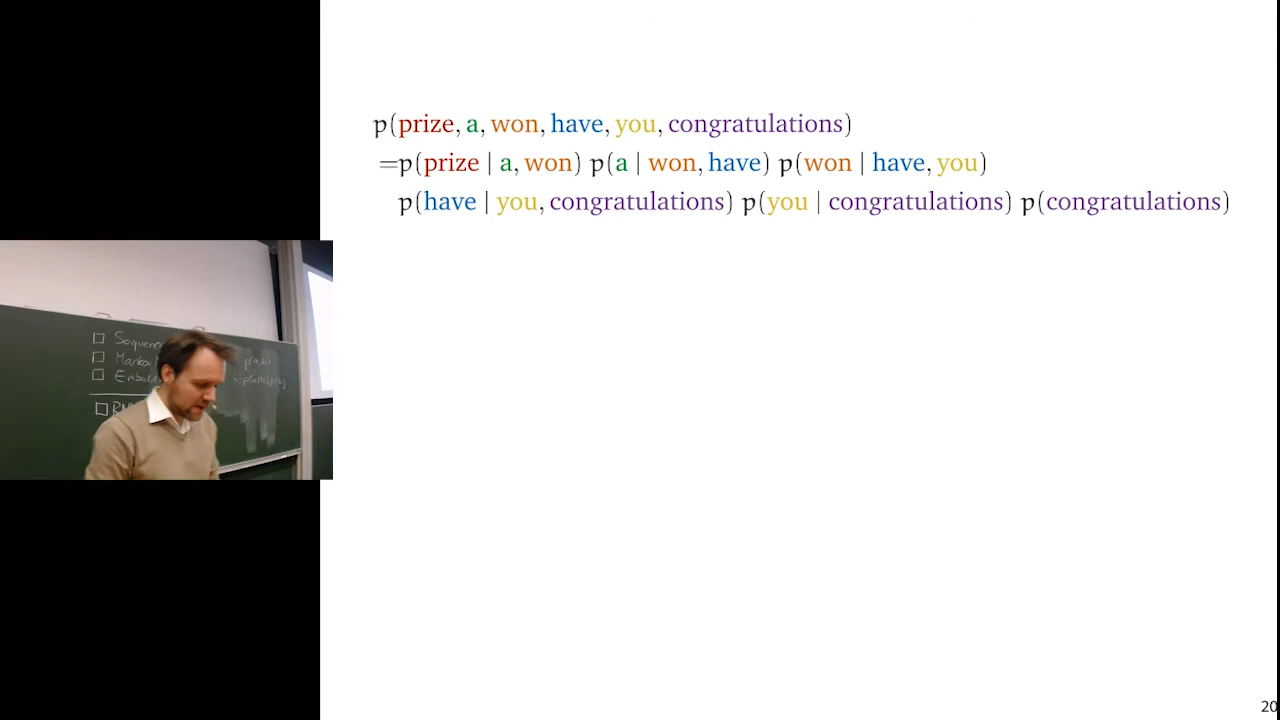 p(prize, a, won, have, you, congratulations)
=p(prize | a, won) p(a | won, have) p(won | have, you)
p(have | you, congratulations) p(you | congratulations) p(congratulations)
20